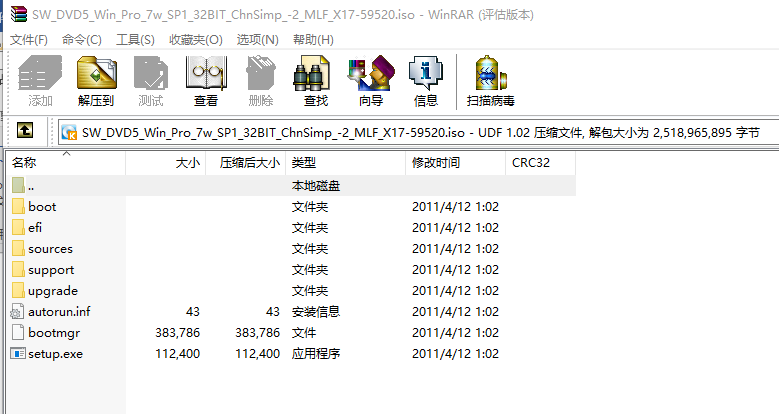 SW_DVD5_Win_Pro_7w_SP1_32BIT_ChnSimp_-2_MLF_X17-59520.iso - WinRAR (评估版本)
文件(F) 命令(C) 工具(S) 收藏夹(O) 选项(N) 帮助(H)
添加 解压到 测试 查看 删除 查找 向导 信息 扫描病毒
SW_DVD5_Win_Pro_7w_SP1_32BIT_ChnSimp_-2_MLF_X17-59520.iso - UDF 1.02 压缩文件, 解包大小为 2,518,965,895 字节
名称 大小 压缩后大小 类型 修改时间 CRC32
.. 本地磁盘
boot 文件夹 2011/4/12 1:02
efi 文件夹 2011/4/12 1:02
sources 文件夹 2011/4/12 1:02
support 文件夹 2011/4/12 1:02
upgrade 文件夹 2011/4/12 1:02
autorun.inf 43 43 安装信息 2011/4/12 1:02
bootmgr 383,786 383,786 文件 2011/4/12 1:02
setup.exe 112,400 112,400 应用程序 2011/4/12 1:02